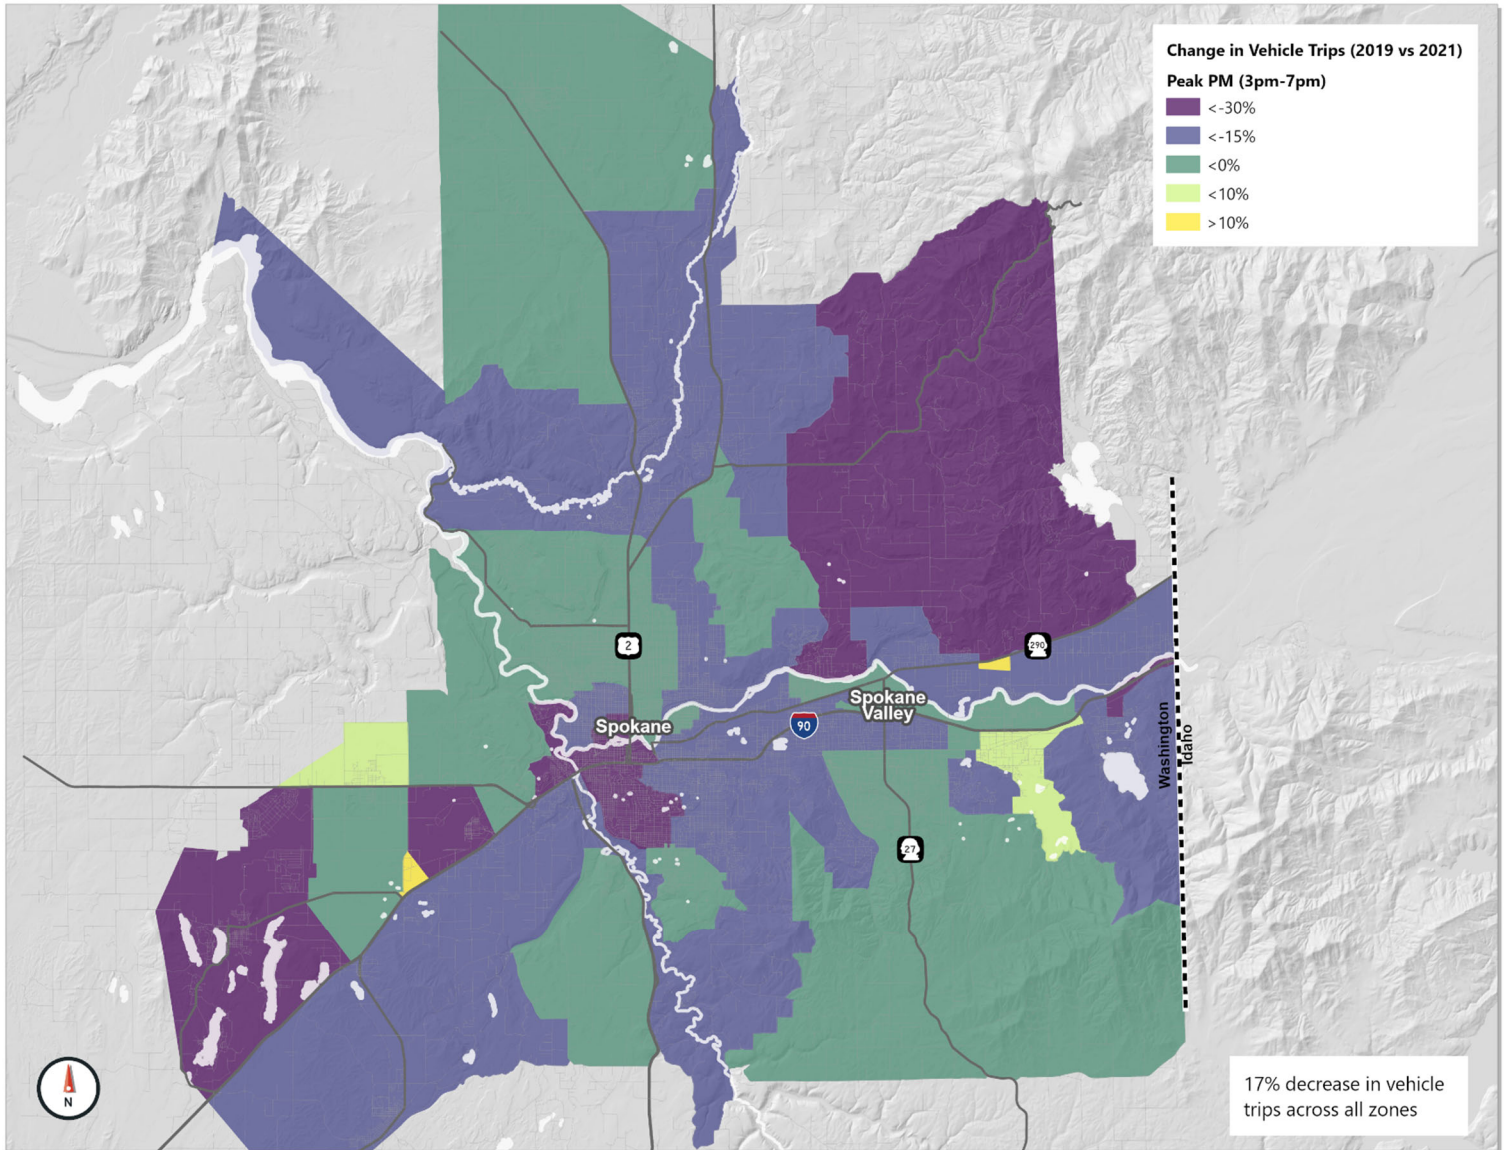 Change in Vehicle Trips (2019 vs 2021)
Peak PM (3pm-7pm)
<-30%
<-15%
<0%
<10%
>10%
2
290
Spokane
Valley
Spokane
90
Washington
Idaho
27
N
17% decrease in vehicle
trips across all zones